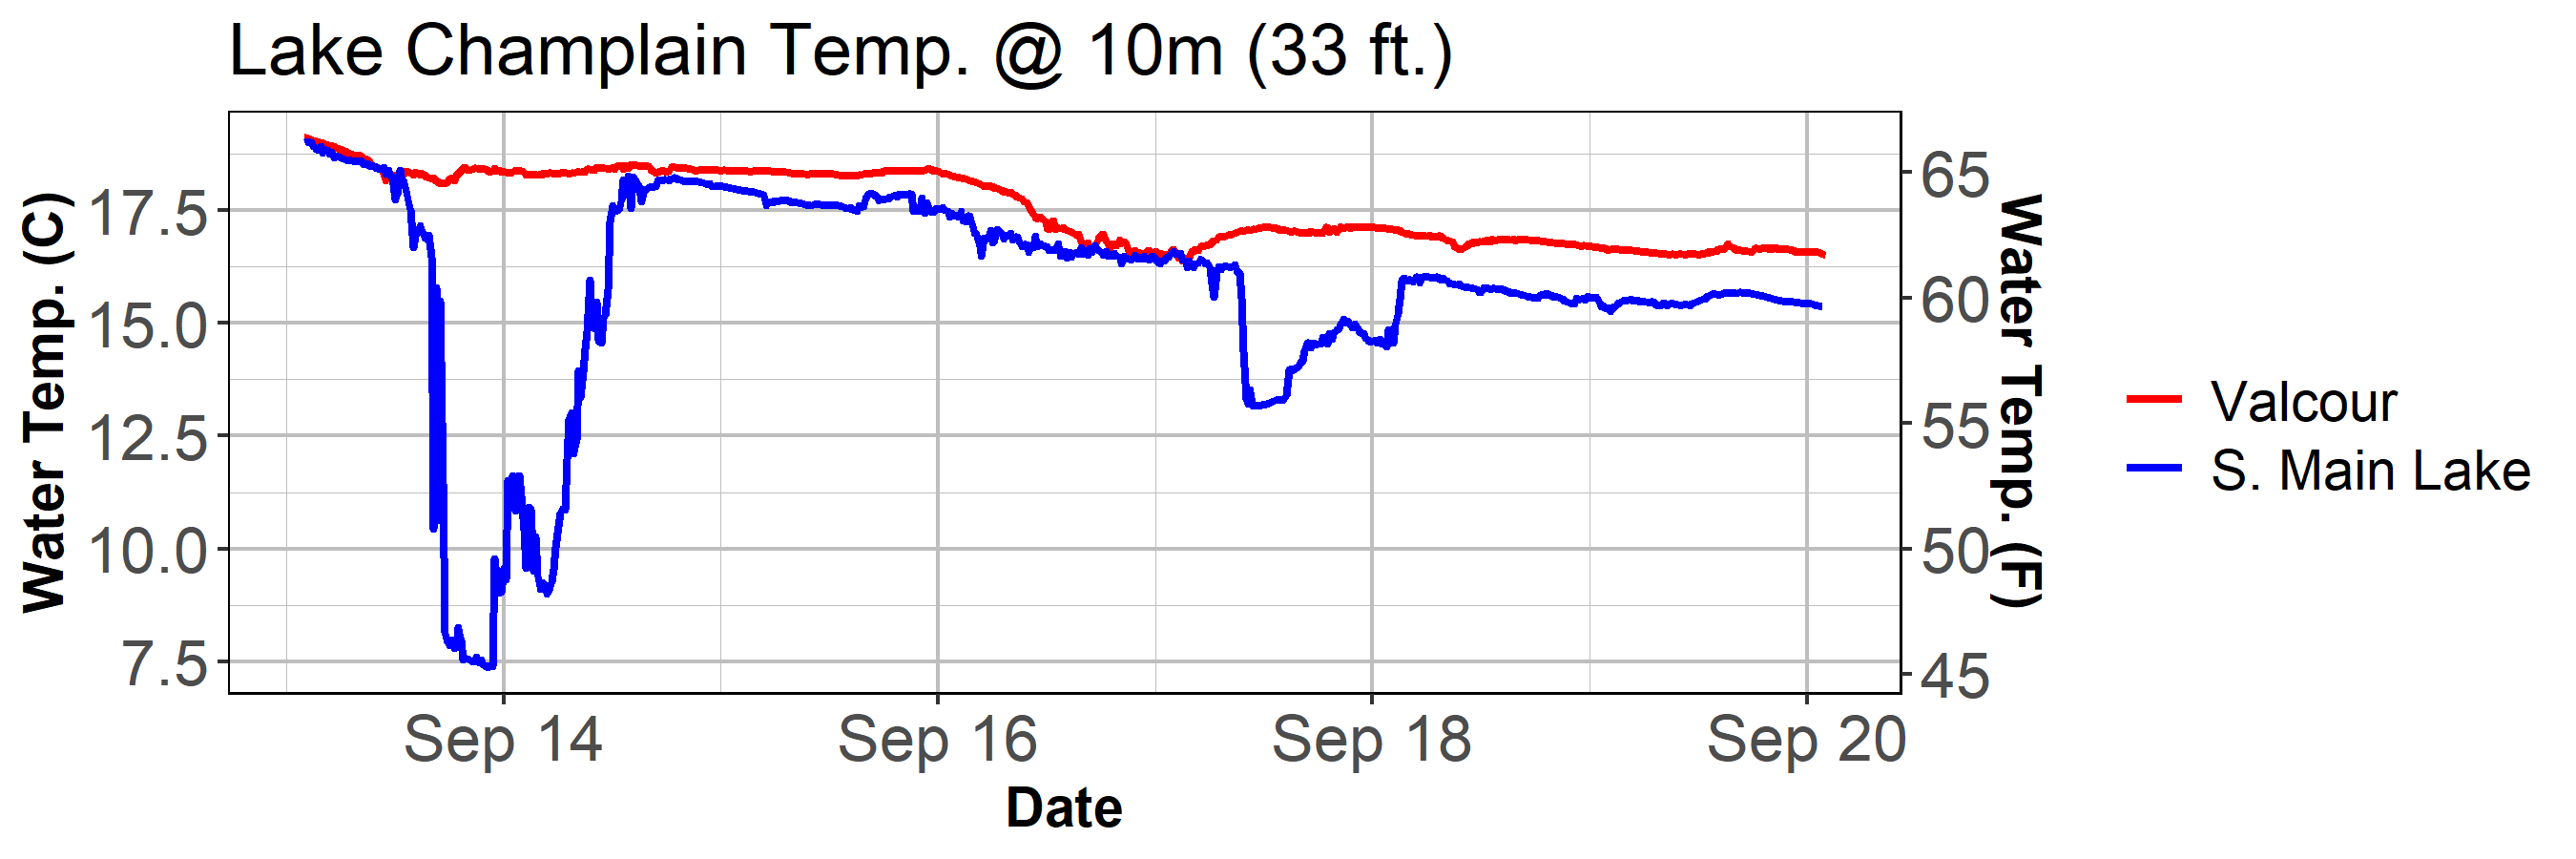 Lake Champlain Temp. @ 10m (33 ft.)
Water Temp. (C)
17.5
15.0
12.5
10.0
7.5
65
60
55
50
45
Water Temp. (F)
Sep 14
Sep 16
Sep 18
Sep 20
Date
Valcour
S. Main Lake